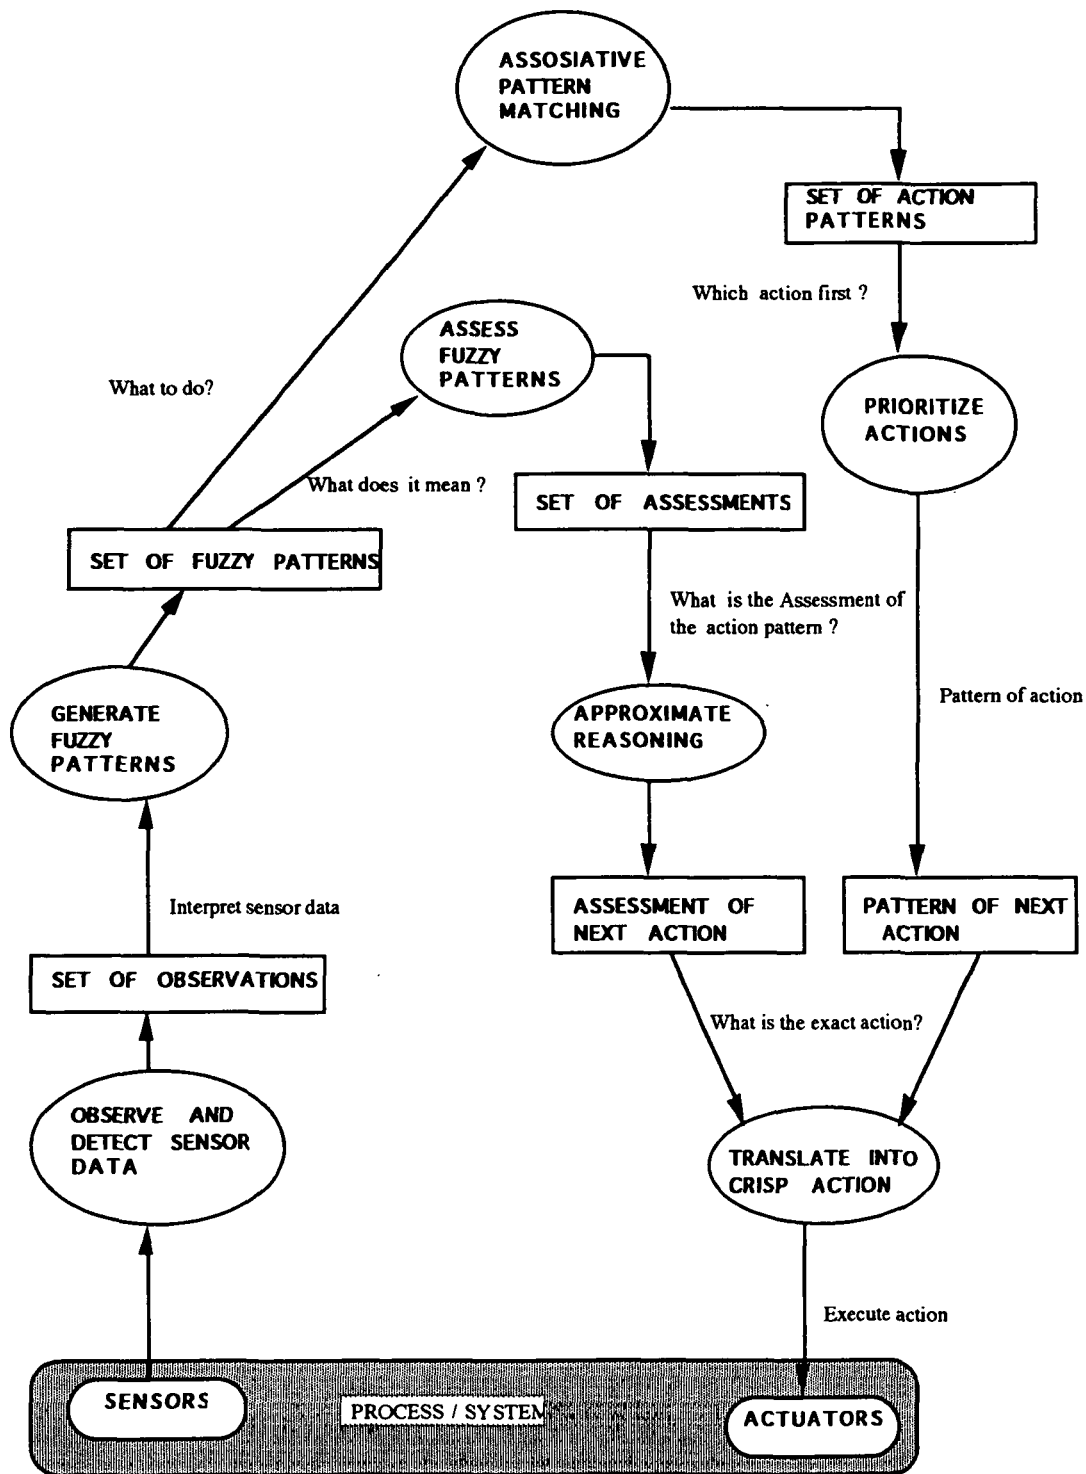 ASSOSIATIVE
PATTERN
MATCHING
SET OF ACTION
PATTERNS
Which action first ?
ASSESS
FUZZY
PATTERNS
What to do?
PRIORITIZE
ACTIONS
What does it mean ?
SET OF ASSESSMENTS
SET OF FUZZY PATTERNS
What is the Assessment of
the action pattern ?
GENERATE
FUZZY
PATTERNS
APPROXIMATE
REASONING
Pattern of action
Interpret sensor data
ASSESSMENT OF
NEXT ACTION
PATTERN OF NEXT
ACTION
SET OF OBSERVATIONS
What is the exact action?
OBSERVE AND
DETECT SENSOR
DATA
TRANSLATE INTO
CRISP ACTION
Execute action
SENSORS
PROCESS / SYSTEM
ACTUATORS